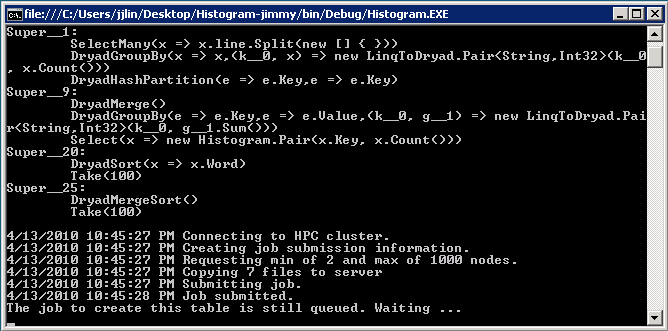 file:///C:/Users/jjlin/Desktop/Histogram-jimmy/bin/Debug/Histogram.EXE
Super__1:
SelectMany(x => x.line.Split(new [] { }))
DryadGroupBy(x => x,(k__0, x) => new LinqToDryad.Pair(String,Int32)(k__0
, x.Count()))
DryadHashPartition(e => e.Key,e => e.Key)
Super__9:
DryadMerge()
DryadGroupBy(e => e.Key,e => e.Value,(k__0, g__1) => new LinqToDryad.Pai
r(String,Int32)(k__0, g__1.Sum()))
Select(x => new Histogram.Pair(x.Key, x.Count()))
Super__20:
DryadSort(x => x.Word)
Take(100)
Super__25:
DryadMergeSort()
Take(100)
4/13/2010 10:45:27 PM Connecting to HPC cluster.
4/13/2010 10:45:27 PM Creating job submission information.
4/13/2010 10:45:27 PM Requesting min of 2 and max of 1000 nodes.
4/13/2010 10:45:27 PM Copying 7 files to server
4/13/2010 10:45:27 PM Submitting job.
4/13/2010 10:45:28 PM Job submitted.
The job to create this table is still queued. Waiting ...